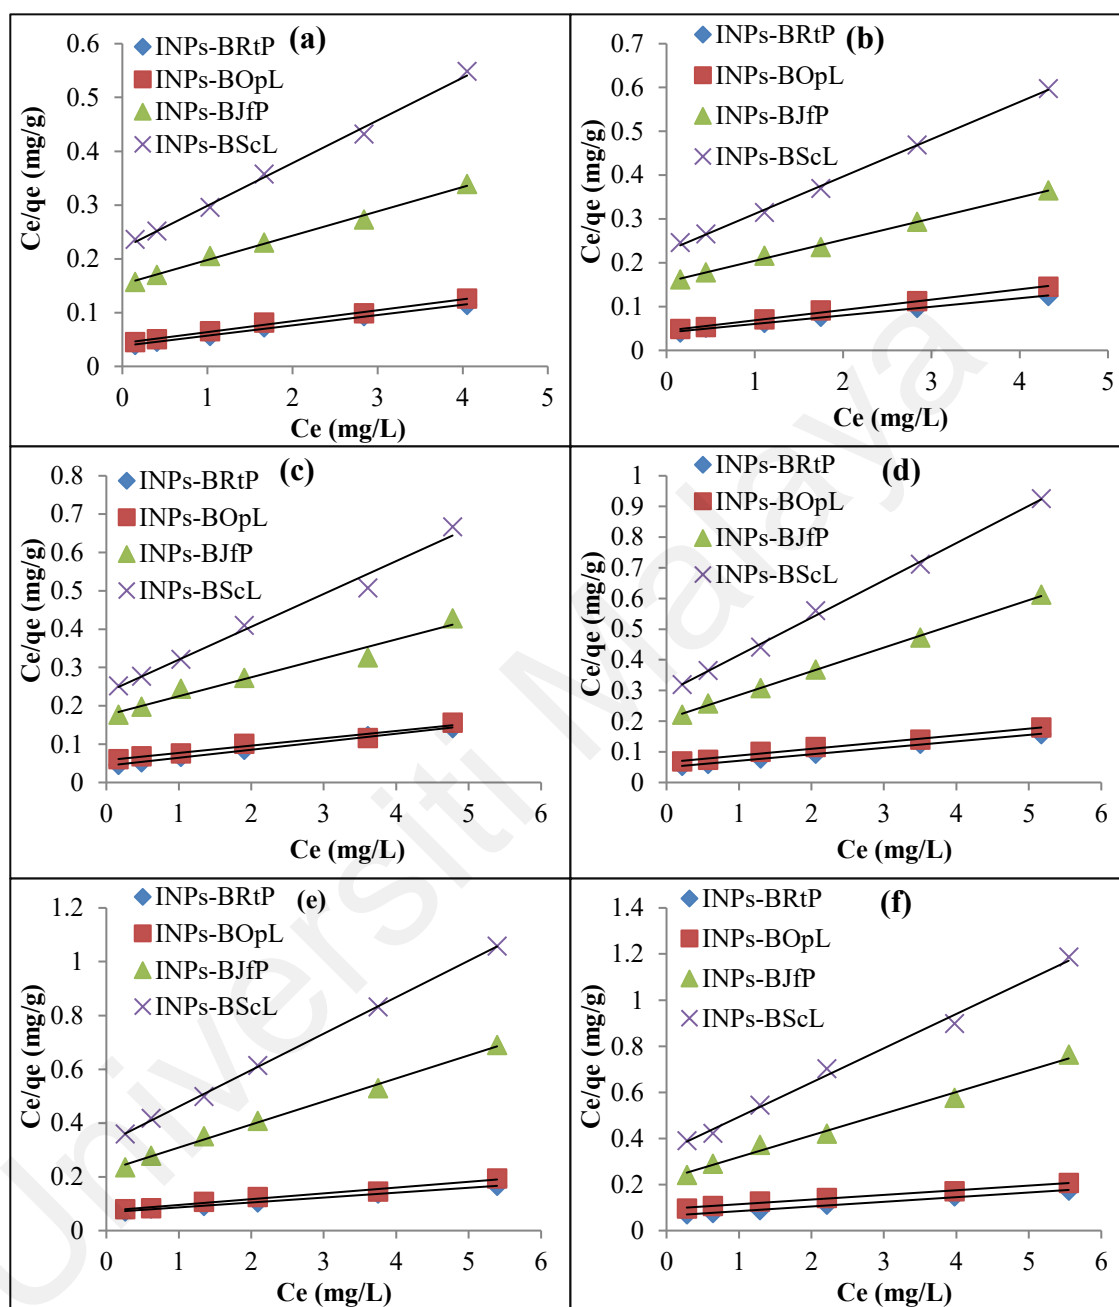 (a)
INPs-BRtP
INPs-BOpL
INPs-BJfP
INPs-BScL
Ce/qe (mg/g)
0.6
0.5
0.4
0.3
0.2
0.1
0
0 1 2 3 4 5
Ce (mg/L)
(b)
INPs-BRtP
INPs-BOpL
INPs-BJfP
INPs-BScL
Ce/qe (mg/g)
0.7
0.6
0.5
0.4
0.3
0.2
0.1
0
0 1 2 3 4 5
Ce (mg/L)
(c)
INPs-BRtP
INPs-BOpL
INPs-BJfP
INPs-BScL
Ce/qe (mg/g)
0.8
0.7
0.6
0.5
0.4
0.3
0.2
0.1
0
0 1 2 3 4 5 6
Ce (mg/L)
(d)
INPs-BRtP
INPs-BOpL
INPs-BJfP
INPs-BScL
Ce/qe (mg/g)
1
0.9
0.8
0.7
0.6
0.5
0.4
0.3
0.2
0.1
0
0 1 2 3 4 5 6
Ce (mg/L)
(e)
INPs-BRtP
INPs-BOpL
INPs-BJfP
INPs-BScL
Ce/qe (mg/g)
1.2
1
0.8
0.6
0.4
0.2
0
0 1 2 3 4 5 6
Ce (mg/L)
(f)
INPs-BRtP
INPs-BOpL
INPs-BJfP
INPs-BScL
Ce/qe (mg/g)
1.4
1.2
1
0.8
0.6
0.4
0.2
0
0 1 2 3 4 5 6
Ce (mg/L)
Universiti Malaya